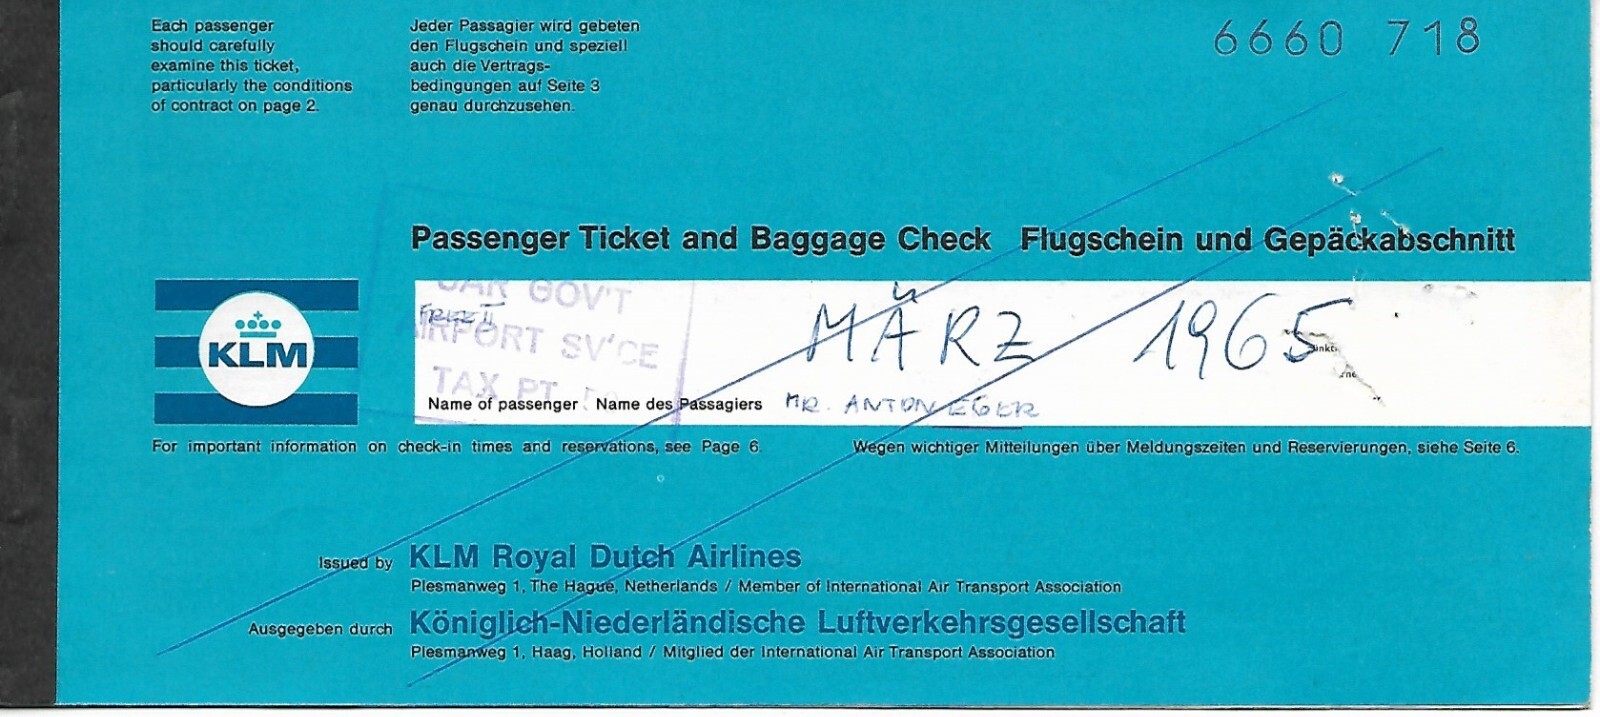 Each passenger
should carefully
examine this ticket,
particularly the conditions
of contract on page 2.
Jeder Passagier wird gebeten
den Flugschein und speziell
auch die Vertrags-
bedingungen auf Seite 3
genau durchzusehen.
6660 718
Passenger Ticket and Baggage Check Flugschein und Gepäckabschnitt
KLM
UAR GOV'T
AIRPORT SV'CE
TAX PT.
MÄRZ 1965
Name of passenger Name des Passagiers MR. ANTON EGER
For important information on check-in times and reservations, see Page 6.
Wegen wichtiger Mitteilungen über Meldungszeiten und Reservierungen, siehe Seite 6.
Issued by KLM Royal Dutch Airlines
Plesmanweg 1, The Hague, Netherlands / Member of International Air Transport Association
Ausgegeben durch Königlich-Niederländische Luftverkehrsgesellschaft
Plesmanweg 1, Haag, Holland / Mitglied der International Air Transport Association